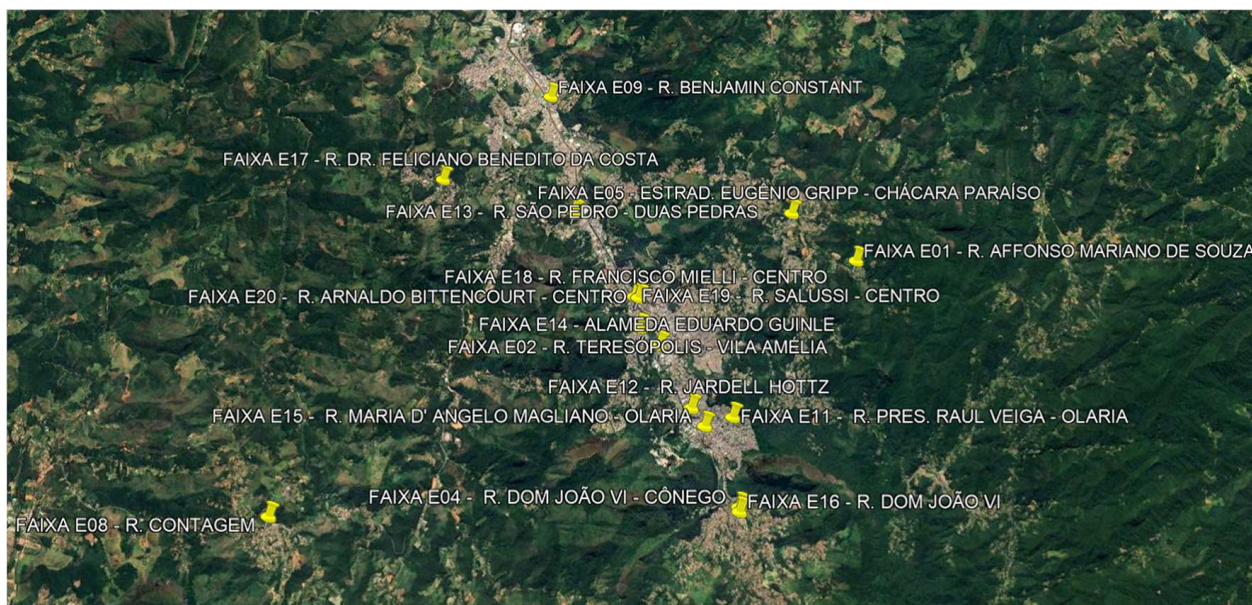 FAIXA E09 - R. BENJAMIN CONSTANT
FAIXA E17 - R. DR. FELICIANO BENEDITO DA COSTA
FAIXA E05 - ESTRAD. EUGÊNIO GRIPP - CHÁCARA PARAÍSO
FAIXA E13 - R. SÃO PEDRO - DUAS PEDRAS
FAIXA E01 - R. AFFONSO MARIANO DE SOUZA
FAIXA E18 - R. FRANCISCO MIELLI - CENTRO
FAIXA E20 - R. ARNALDO BITTENCOURT - CENTRO
FAIXA E19 - R. SALUSSI - CENTRO
FAIXA E14 - ALAMEDA EDUARDO GUINLE
FAIXA E02 - R. TERESÓPOLIS - VILA AMÉLIA
FAIXA E12 - R. JARDELL HOTTZ
FAIXA E15 - R. MARIA D' ANGELO MAGLIANO - OLARIA
FAIXA E11 - R. PRES. RAUL VEIGA - OLARIA
FAIXA E04 - R. DOM JOÃO VI - CÔNEGO
FAIXA E16 - R. DOM JOÃO VI
FAIXA E08 - R. CONTAGEM